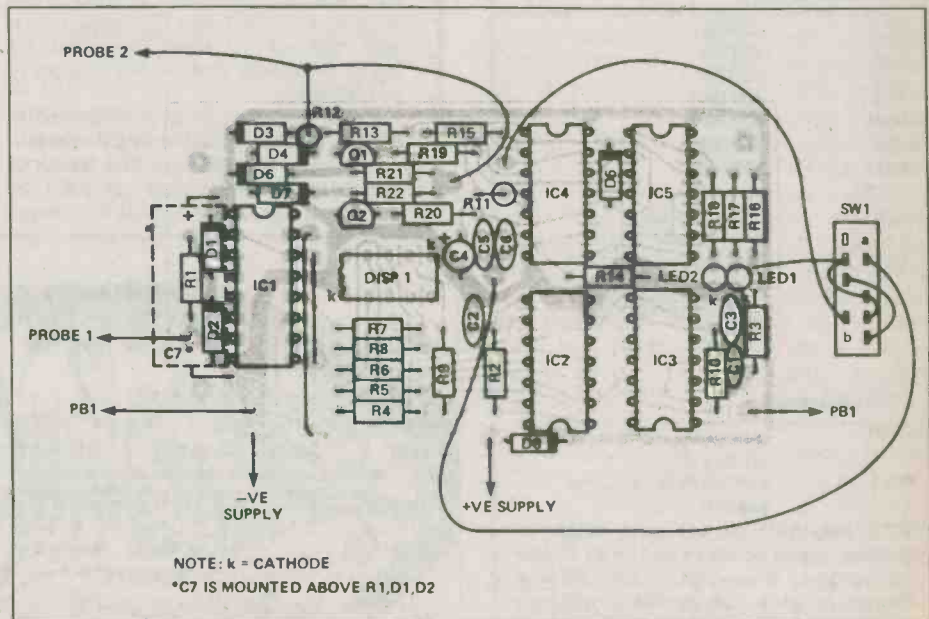 PROBE 2
R12
D3
R13
R15
D4
Q1
R19
D6
R21
D7
R22
R11
IC4
D5
IC5
Q2
R20
R18
R17
R16
SW1
+
D1
R1
IC1
k
+
C4
C5
C6
a
DISP 1
R14
LED2
LED1
k
k
PROBE 1
D2
C7
*
R7
C2
C3
R3
b
R8
R9
R2
IC2
IC3
R10
C1
R6
R5
PB1
R4
PB1
D8
–VE
SUPPLY
+VE SUPPLY
NOTE: k = CATHODE
*C7 IS MOUNTED ABOVE R1,D1,D2